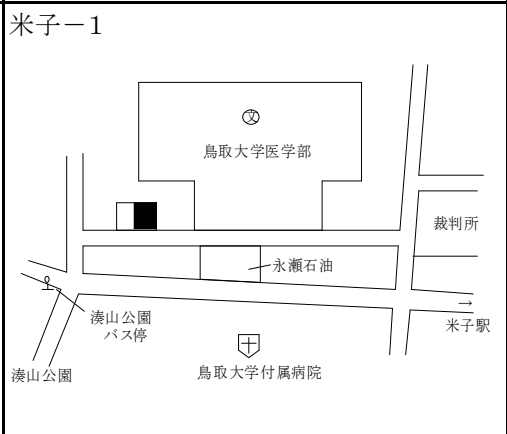 米子－1
文
鳥取大学医学部
裁判所
永瀬石油
湊山公園
バス停
→
米子駅
湊山公園
鳥取大学付属病院